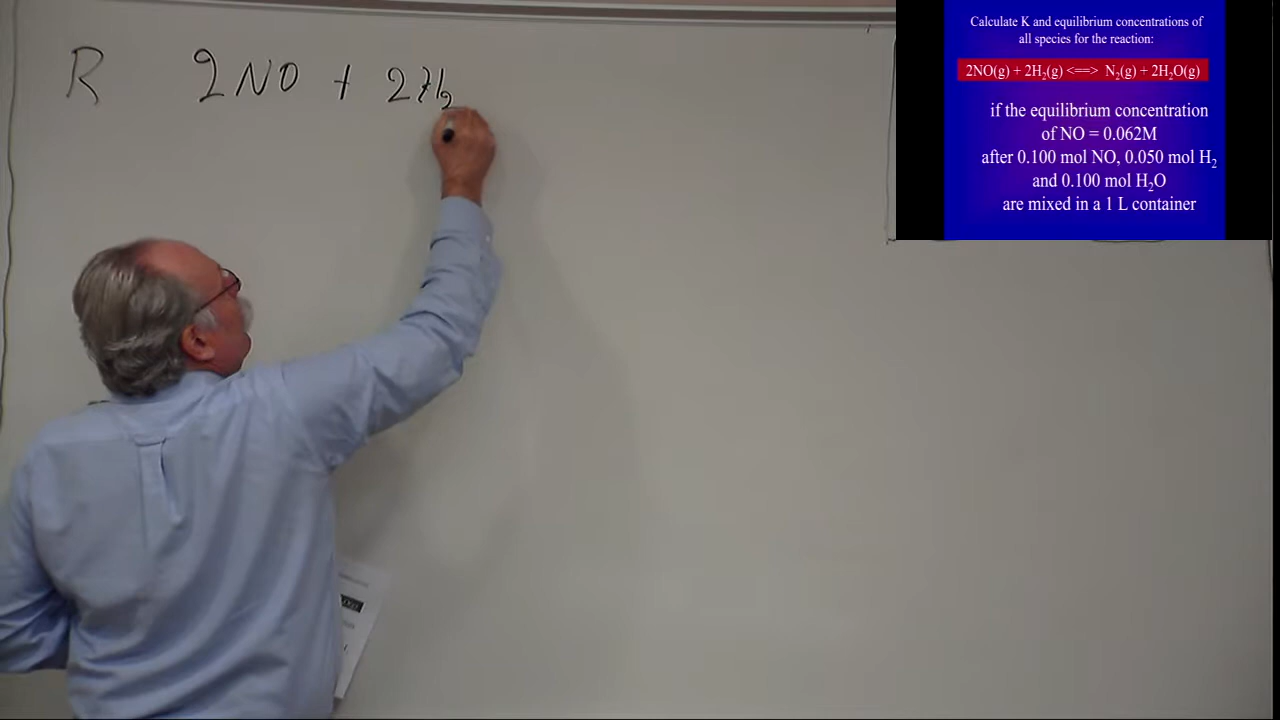 R 2NO + 2H₂
Calculate K and equilibrium concentrations of
all species for the reaction:
2NO(g) + 2H₂(g) <==> N₂(g) + 2H₂O(g)
if the equilibrium concentration
of NO = 0.062M
after 0.100 mol NO, 0.050 mol H₂
and 0.100 mol H₂O
are mixed in a 1 L container